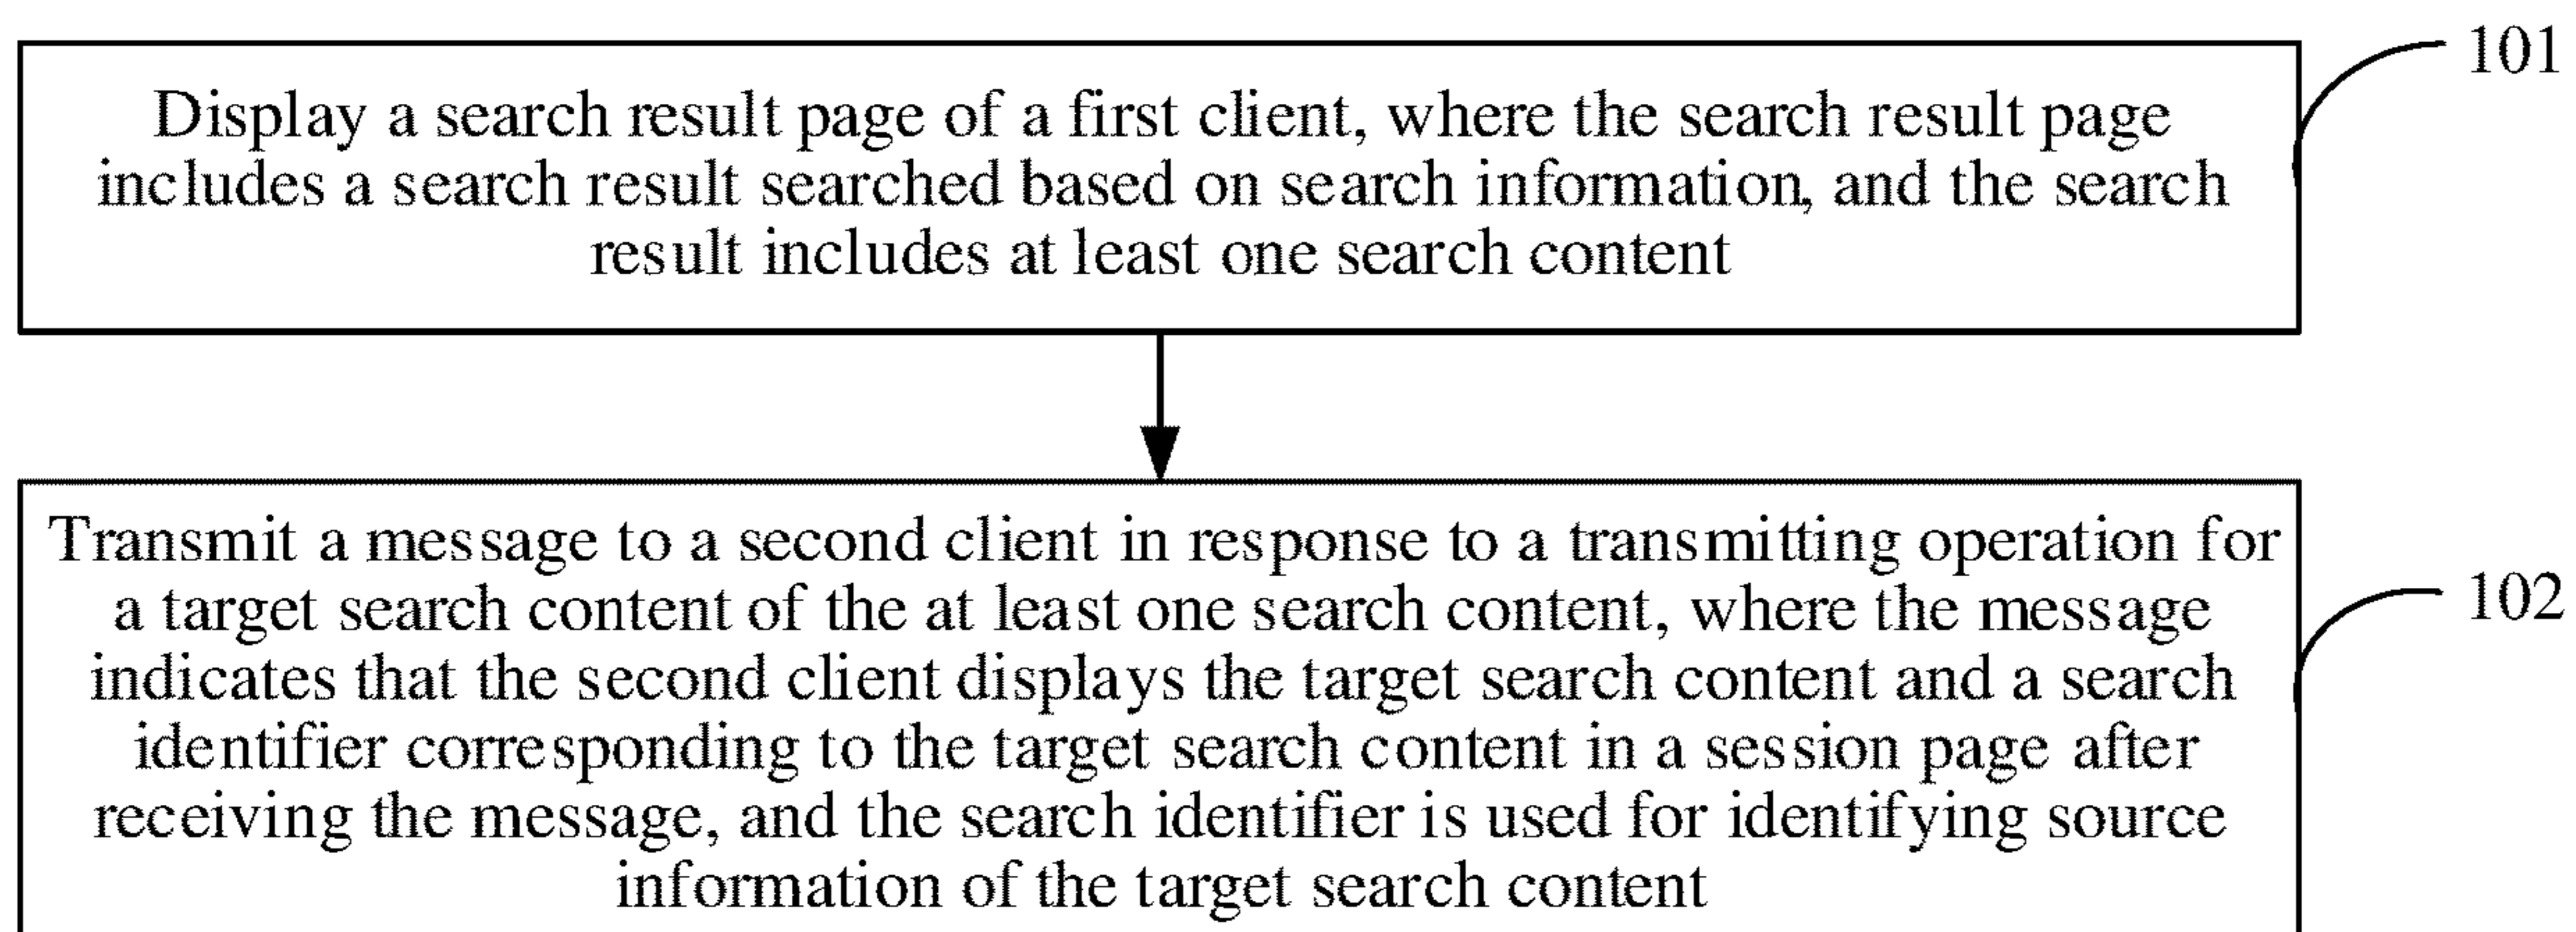 101
Display a search result page of a first client, where the search result page
includes a search result searched based on search information, and the search
result includes at least one search content
Transmit a message to a second client in response to a transmitting operation for
a target search content of the at least one search content, where the message
102
indicates that the second client displays the target search content and a search
identifier corresponding to the target search content in a session page after
receiving the message, and the search identifier is used for identifying source
information of the target search content